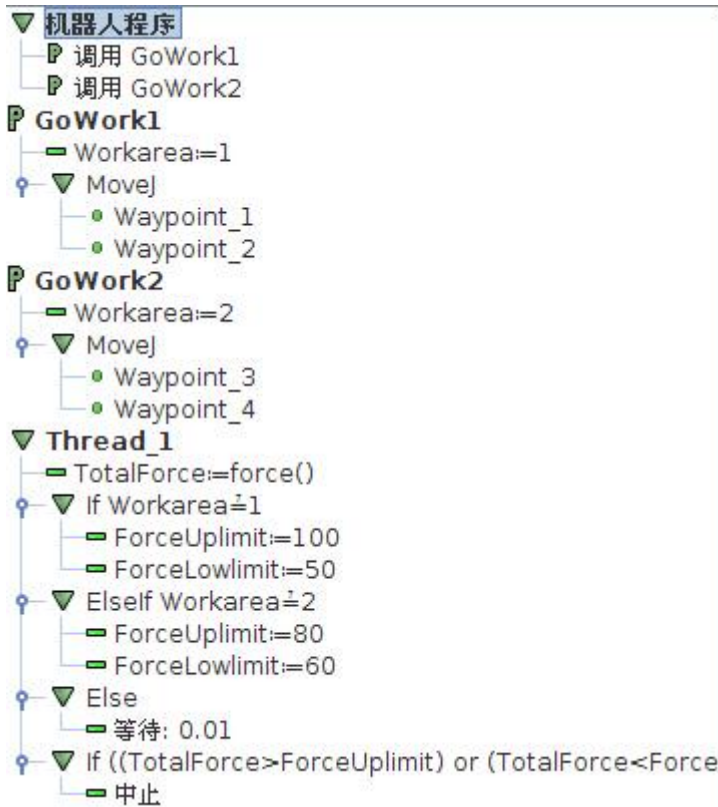 机器人程序
调用 GoWork1
调用 GoWork2
GoWork1
Workarea:=1
MoveJ
Waypoint_1
Waypoint_2
GoWork2
Workarea:=2
MoveJ
Waypoint_3
Waypoint_4
Thread_1
TotalForce:=force()
If Workarea≟1
ForceUplimit:=100
ForceLowlimit:=50
ElseIf Workarea≟2
ForceUplimit:=80
ForceLowlimit:=60
Else
等待: 0.01
If ((TotalForce>ForceUplimit) or (TotalForce<Force
中止